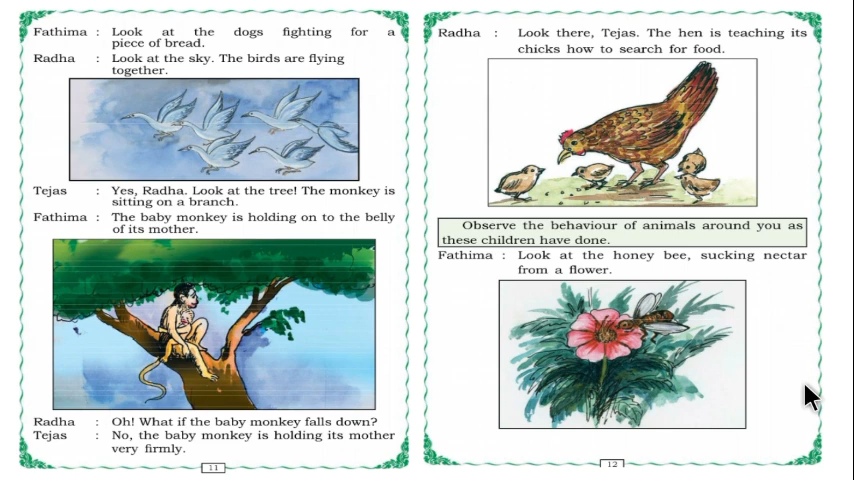 Fathima : Look at the dogs fighting for a
piece of bread.
Radha : Look at the sky. The birds are flying
together.
Tejas : Yes, Radha. Look at the tree! The monkey is
sitting on a branch.
Fathima : The baby monkey is holding on to the belly
of its mother.
Radha : Oh! What if the baby monkey falls down?
Tejas : No, the baby monkey is holding its mother
very firmly.
11
Radha : Look there, Tejas. The hen is teaching its
chicks how to search for food.
Observe the behaviour of animals around you as
these children have done.
Fathima : Look at the honey bee, sucking nectar
from a flower.
12